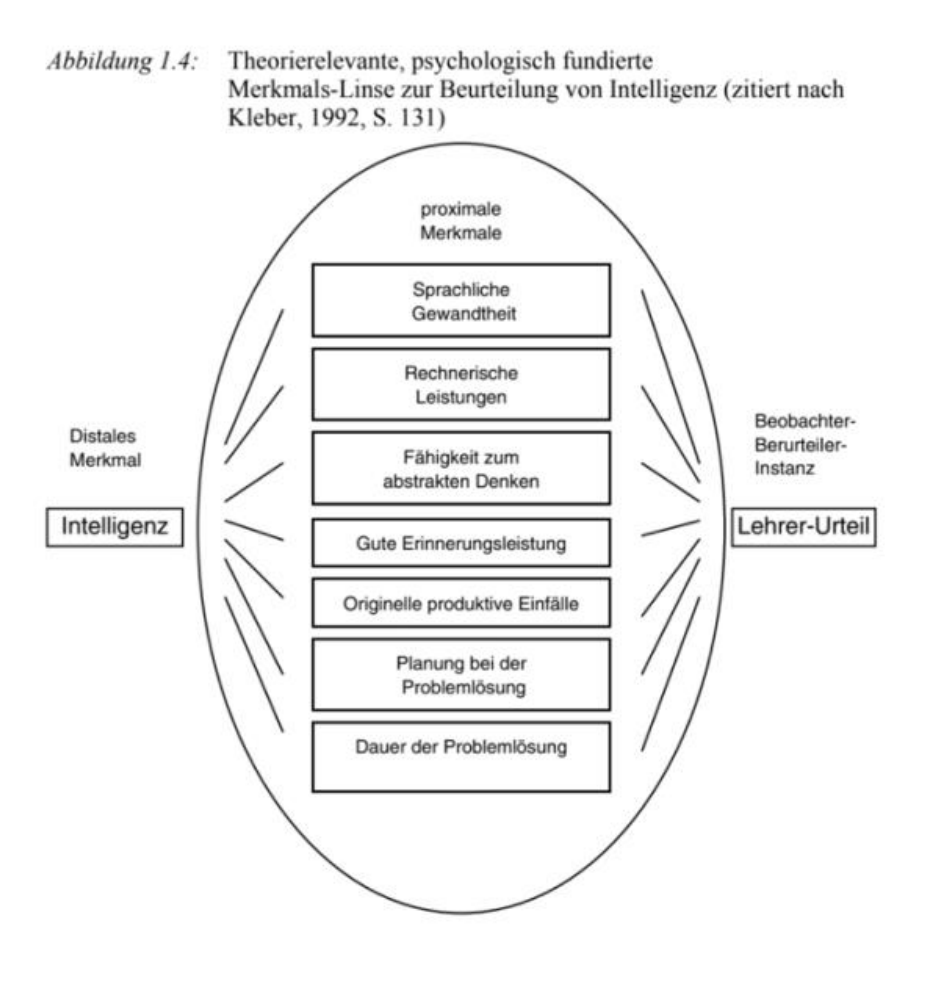 Abbildung 1.4: Theorierelevante, psychologisch fundierte
Merkmals-Linse zur Beurteilung von Intelligenz (zitiert nach
Kleber, 1992, S. 131)
proximale
Merkmale
Sprachliche
Gewandtheit
Rechnerische
Leistungen
Fähigkeit zum
abstrakten Denken
Gute Erinnerungsleistung
Originelle produktive Einfälle
Planung bei der
Problemlösung
Dauer der Problemlösung
Distales
Merkmal
Intelligenz
Beobachter-
Berurteiler-
Instanz
Lehrer-Urteil